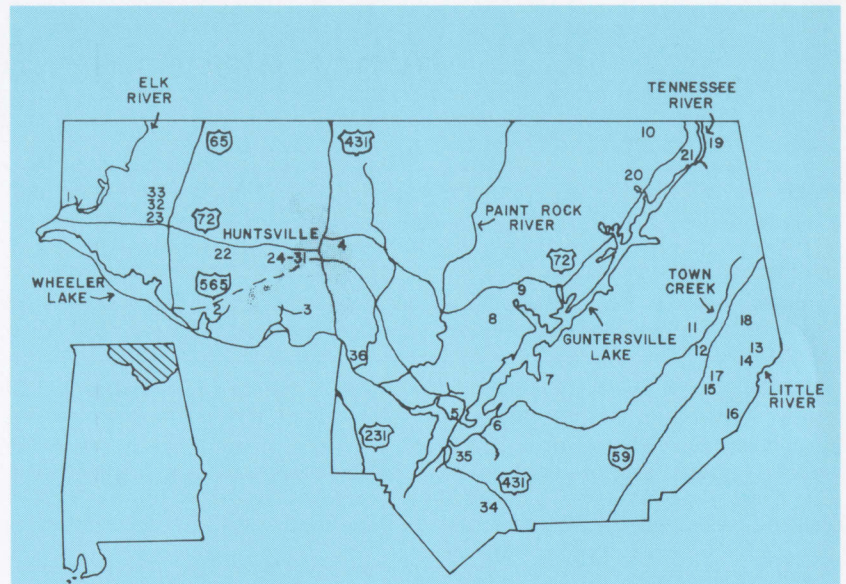 ELK
RIVER
TENNESSEE
RIVER
65
431
10
19
21
20
1
33
32
23
72
HUNTSVILLE
4
PAINT ROCK
RIVER
22
24-31
72
TOWN
CREEK
WHEELER
LAKE
565
2
3
9
8
GUNTERSVILLE
LAKE
11
18
12
13
14
36
7
17
15
LITTLE
RIVER
5
6
16
231
35
59
431
34